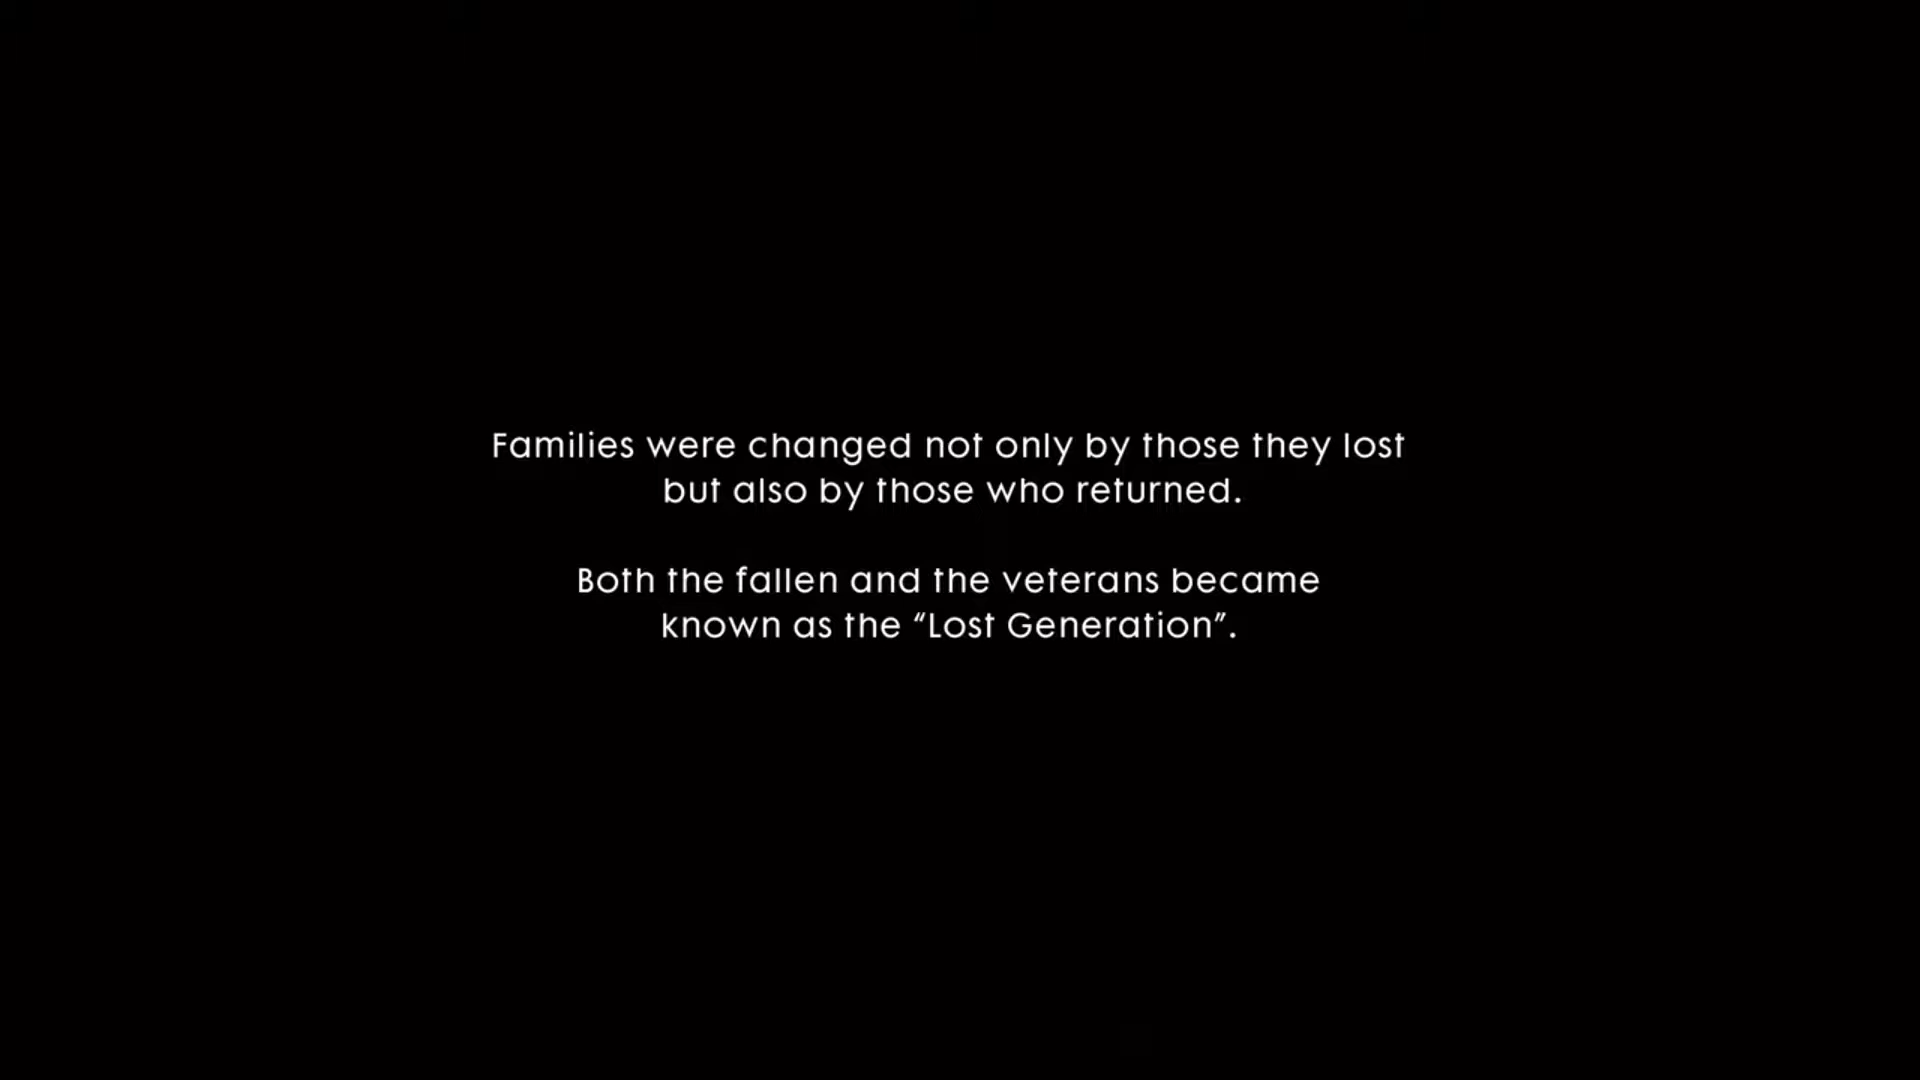 Families were changed not only by those they lost
but also by those who returned.
Both the fallen and the veterans became
known as the “Lost Generation”.